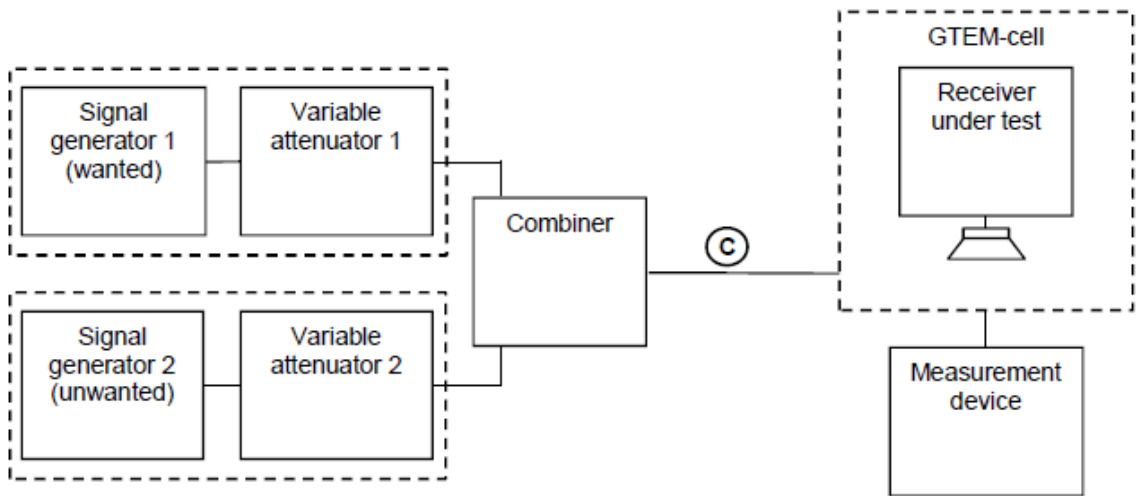 GTEM-cell
Signal
generator 1
(wanted)
Variable
attenuator 1
Receiver
under test
Combiner
C
Signal
generator 2
(unwanted)
Variable
attenuator 2
Measurement
device